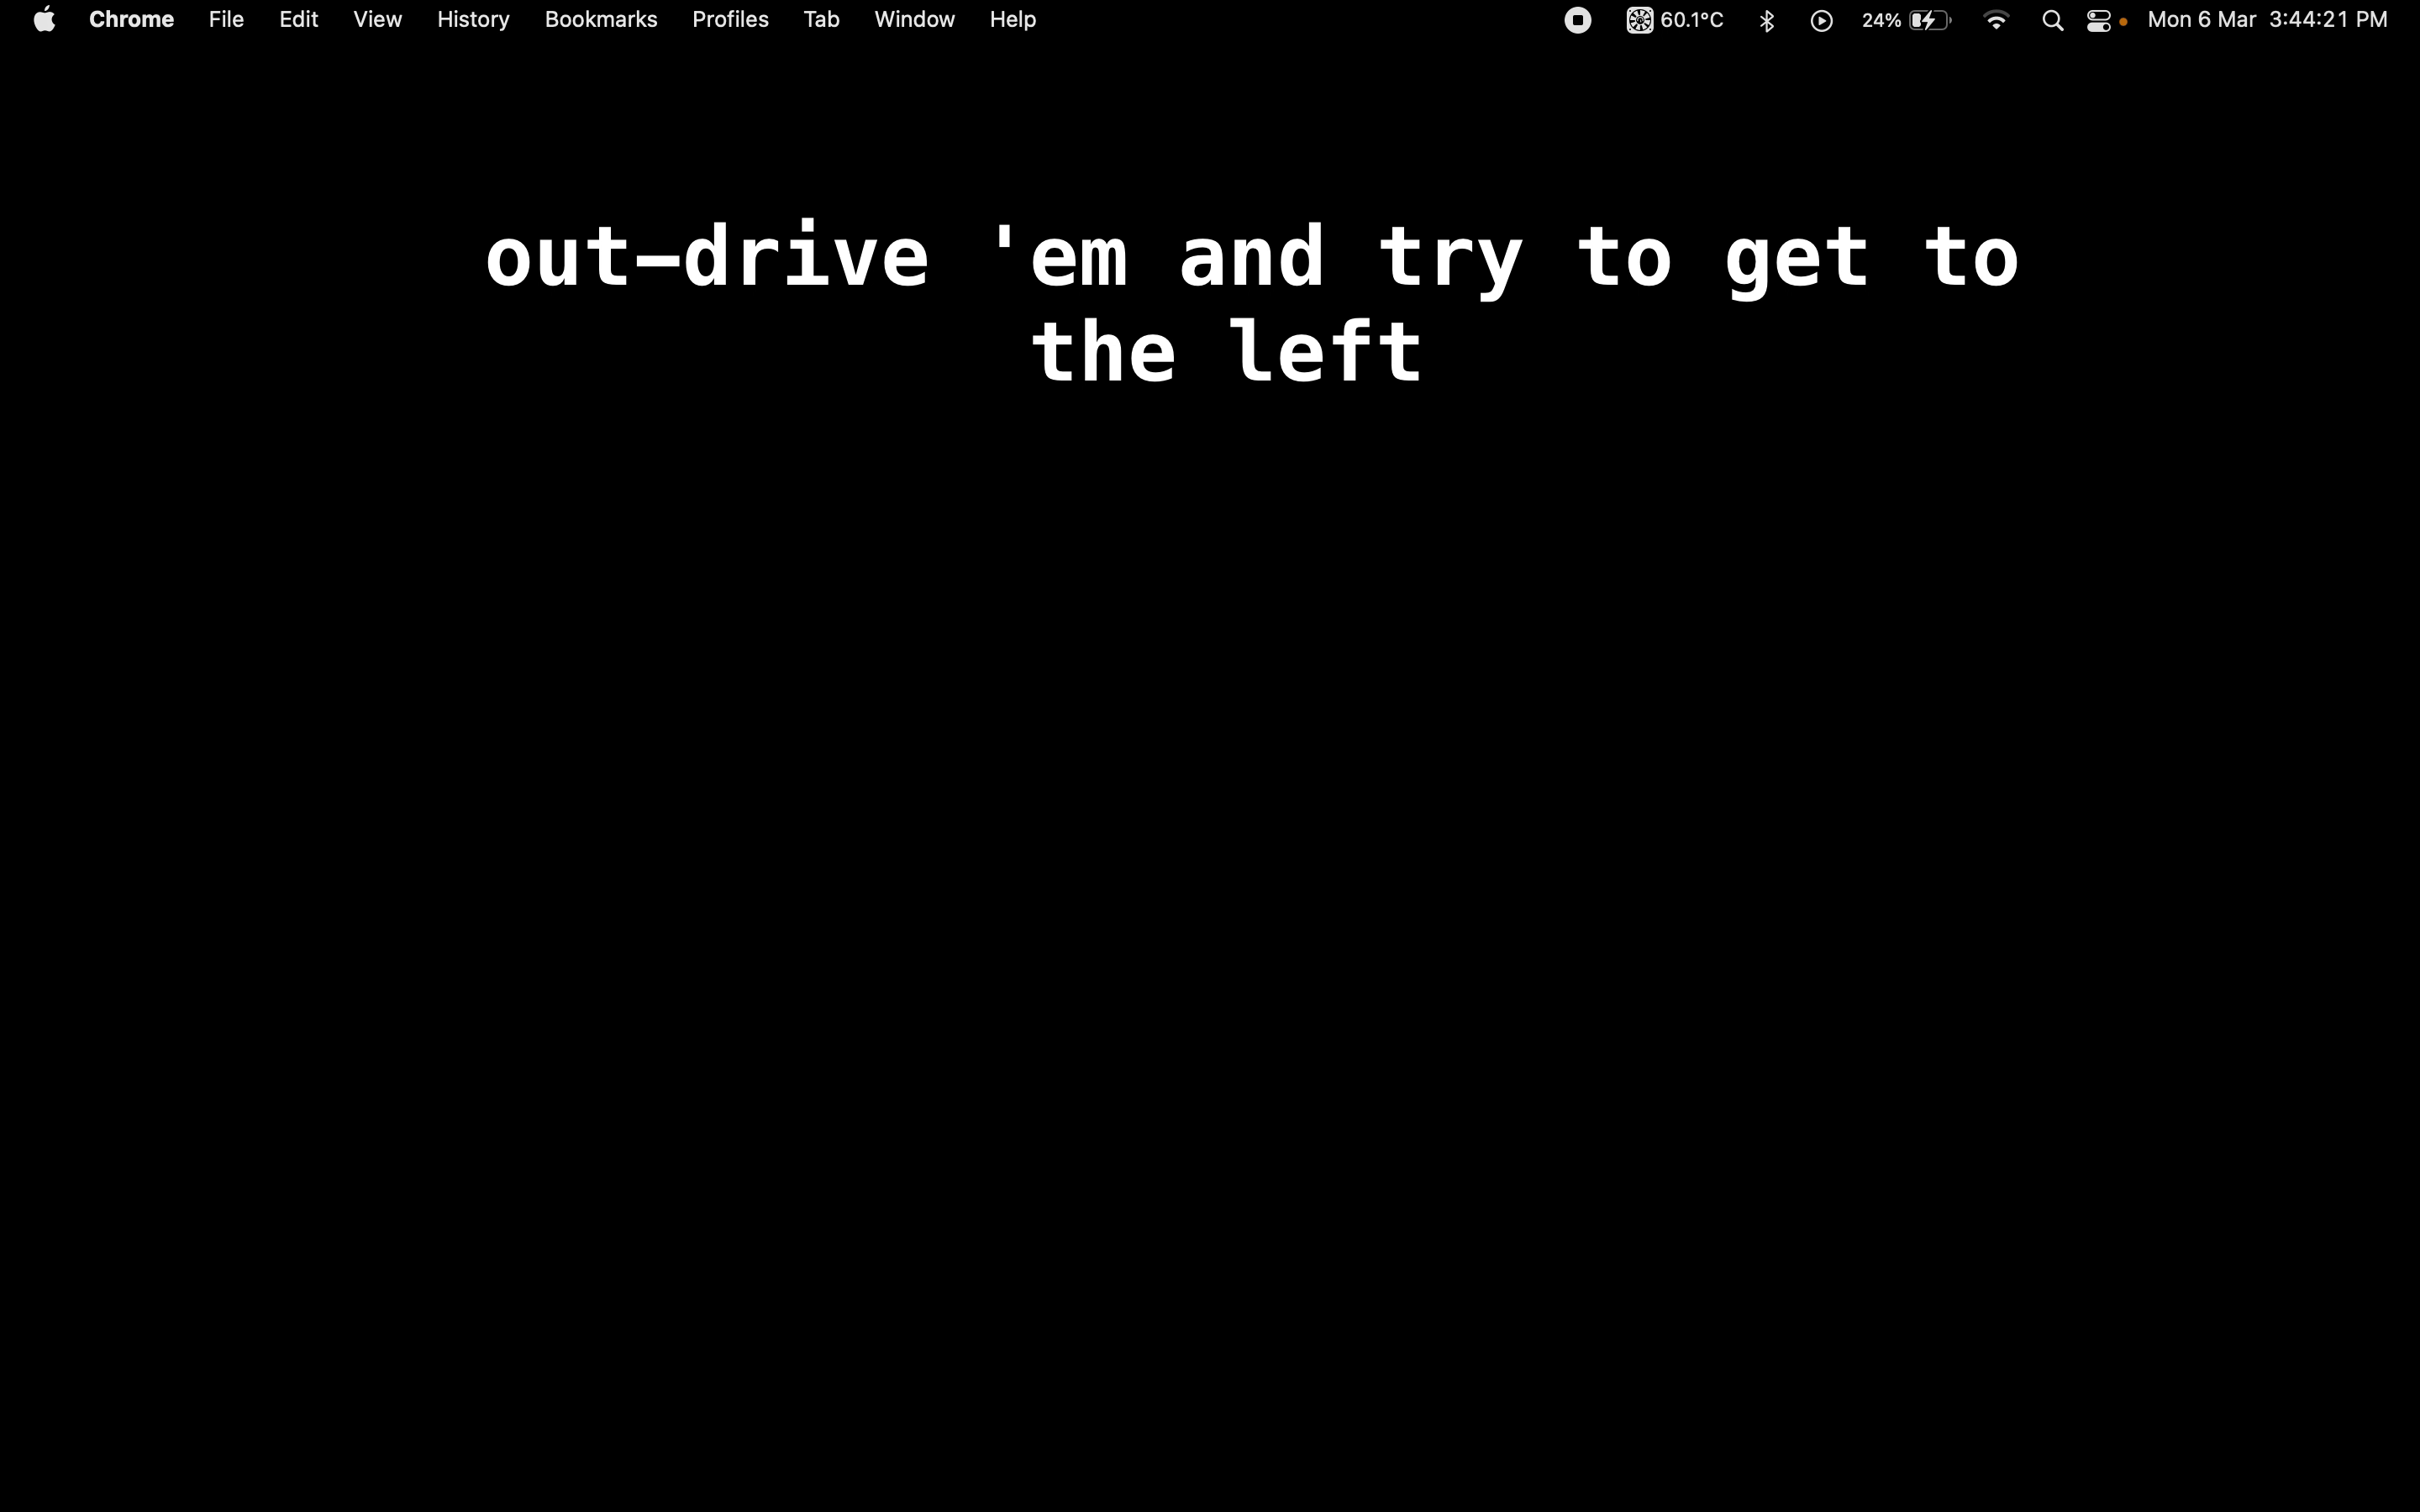 Chrome File Edit View History Bookmarks Profiles Tab Window Help 60.1°C 24% Mon 6 Mar 3:44:21 PM
out-drive 'em and try to get to
the left